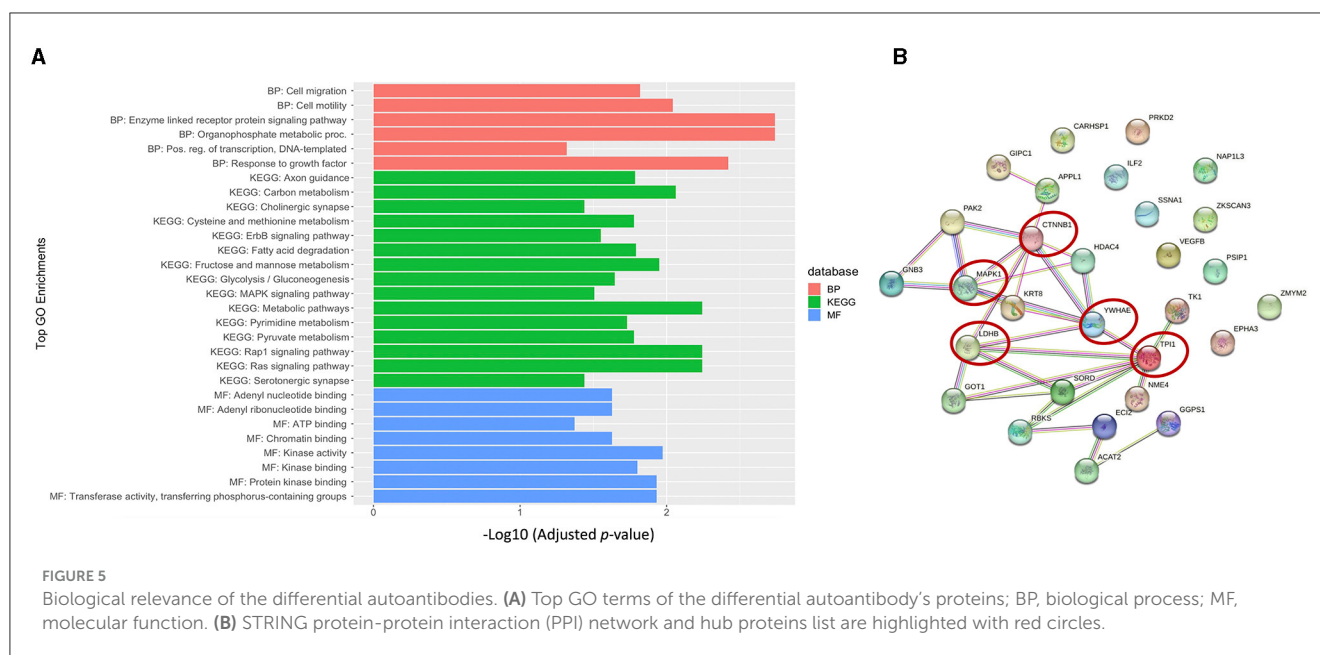 A
B
BP: Cell migration
BP: Cell motility
BP: Enzyme linked receptor protein signaling pathway
BP: Organophosphate metabolic proc.
BP: Pos. reg. of transcription, DNA-templated
BP: Response to growth factor
KEGG: Axon guidance
KEGG: Carbon metabolism
KEGG: Cholinergic synapse
KEGG: Cysteine and methionine metabolism
KEGG: ErbB signaling pathway
KEGG: Fatty acid degradation
KEGG: Fructose and mannose metabolism
KEGG: Glycolysis / Gluconeogenesis
KEGG: MAPK signaling pathway
KEGG: Metabolic pathways
KEGG: Pyrimidine metabolism
KEGG: Pyruvate metabolism
KEGG: Rap1 signaling pathway
KEGG: Ras signaling pathway
KEGG: Serotonergic synapse
MF: Adenyl nucleotide binding
MF: Adenyl ribonucleotide binding
MF: ATP binding
MF: Chromatin binding
MF: Kinase activity
MF: Kinase binding
MF: Protein kinase binding
MF: Transferase activity, transferring phosphorus-containing groups
Top GO Enrichments
0
1
2
-Log10 (Adjusted p-value)
database
BP
KEGG
MF
PRKD2
CARHSP1
GIPC1
ILF2
NAP1L3
APPL1
SSNA1
ZKSCAN3
PAK2
CTNNB1
HDAC4
VEGFB
PSIP1
GNB3
MAPK1
KRT8
YWHAE
TK1
ZMYM2
EPHA3
LDHB
TPI1
GOT1
SORD
NME4
RBKS
ECI2
GGPS1
ACAT2
FIGURE 5
Biological relevance of the differential autoantibodies. (A) Top GO terms of the differential autoantibody's proteins; BP, biological process; MF,
molecular function. (B) STRING protein-protein interaction (PPI) network and hub proteins list are highlighted with red circles.